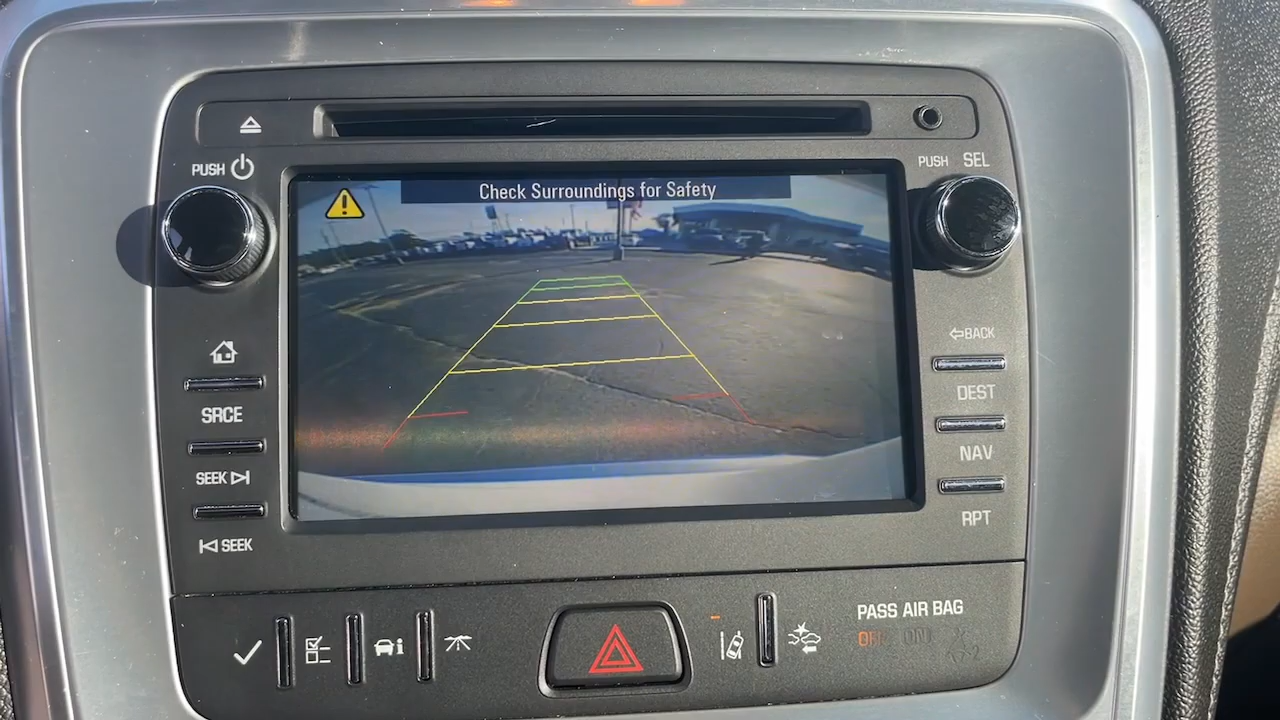 PUSH
PUSH SEL
Check Surroundings for Safety
BACK
SRCE
DEST
SEEK
NAV
SEEK
RPT
PASS AIR BAG
OFF ON